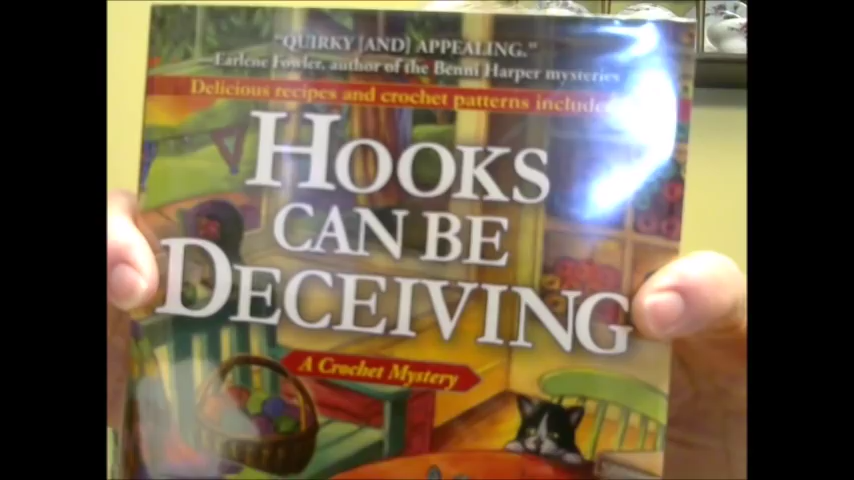 "QUIRKY [AND] APPEALING."
—Earlene Fowler, author of the Benni Harper mysteries
Delicious recipes and crochet patterns include
HOOKS
CAN BE
DECEIVING
A Crochet Mystery